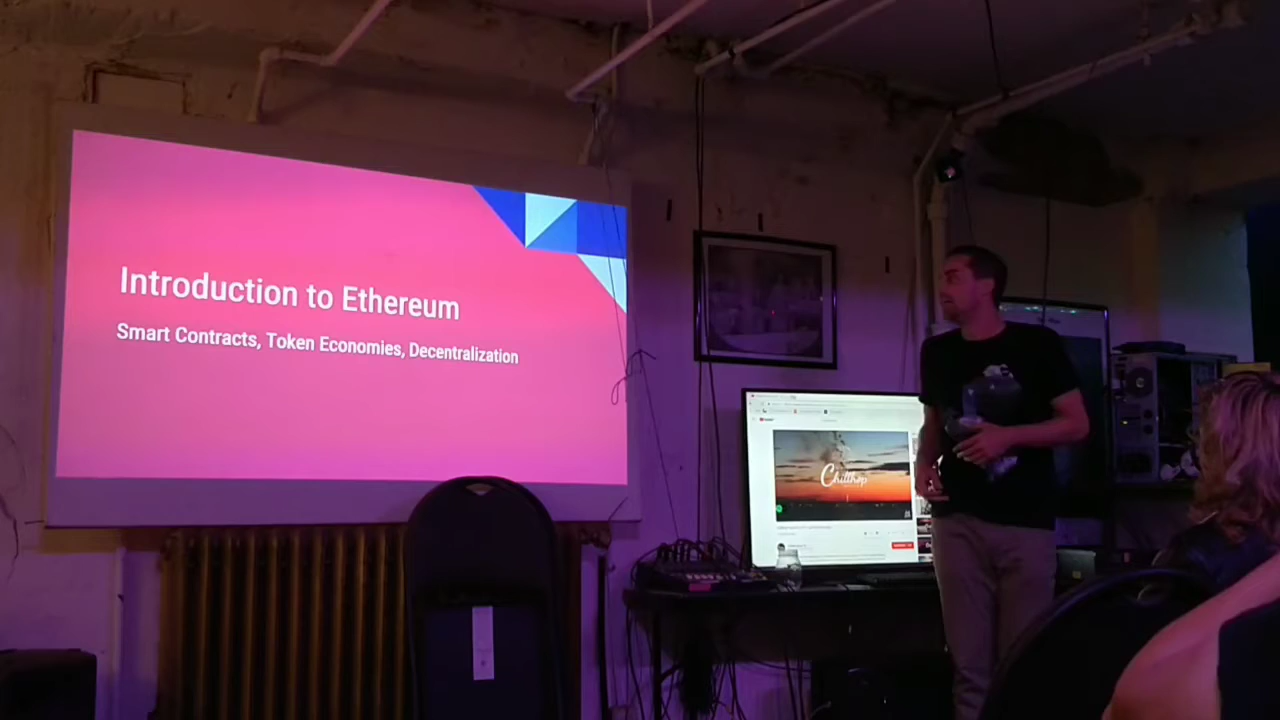 Introduction to Ethereum
Smart Contracts, Token Economies, Decentralization
Chillhop